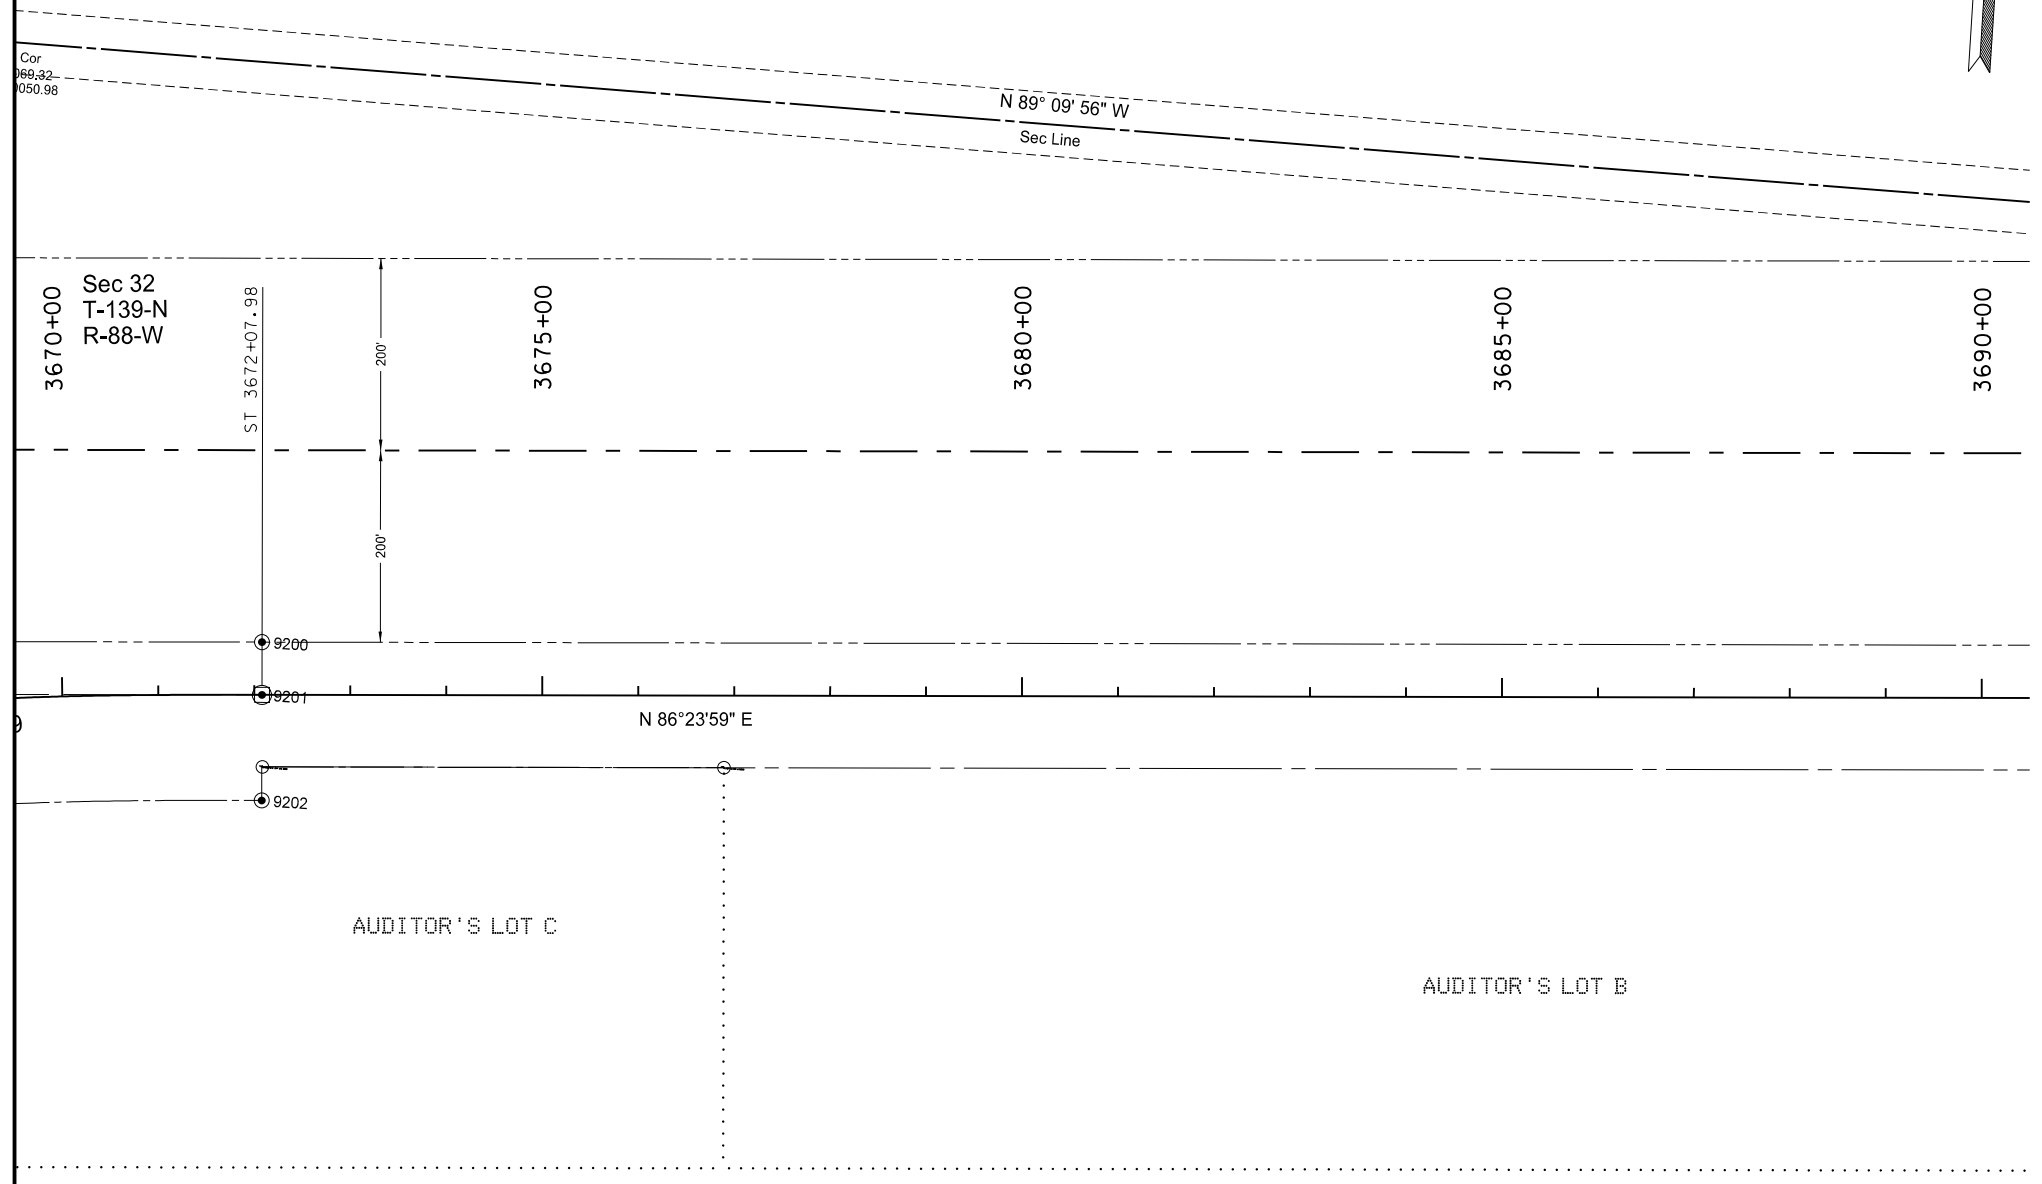 Cor
069.32
0050.98
N 89° 09' 56" W
Sec Line
Sec 32
T-139-N
R-88-W
3670+00
ST 3672+07.98
200'
3675+00
3680+00
3685+00
3690+00
200'
9200
9201
N 86°23'59" E
9202
AUDITOR'S LOT C
AUDITOR'S LOT B